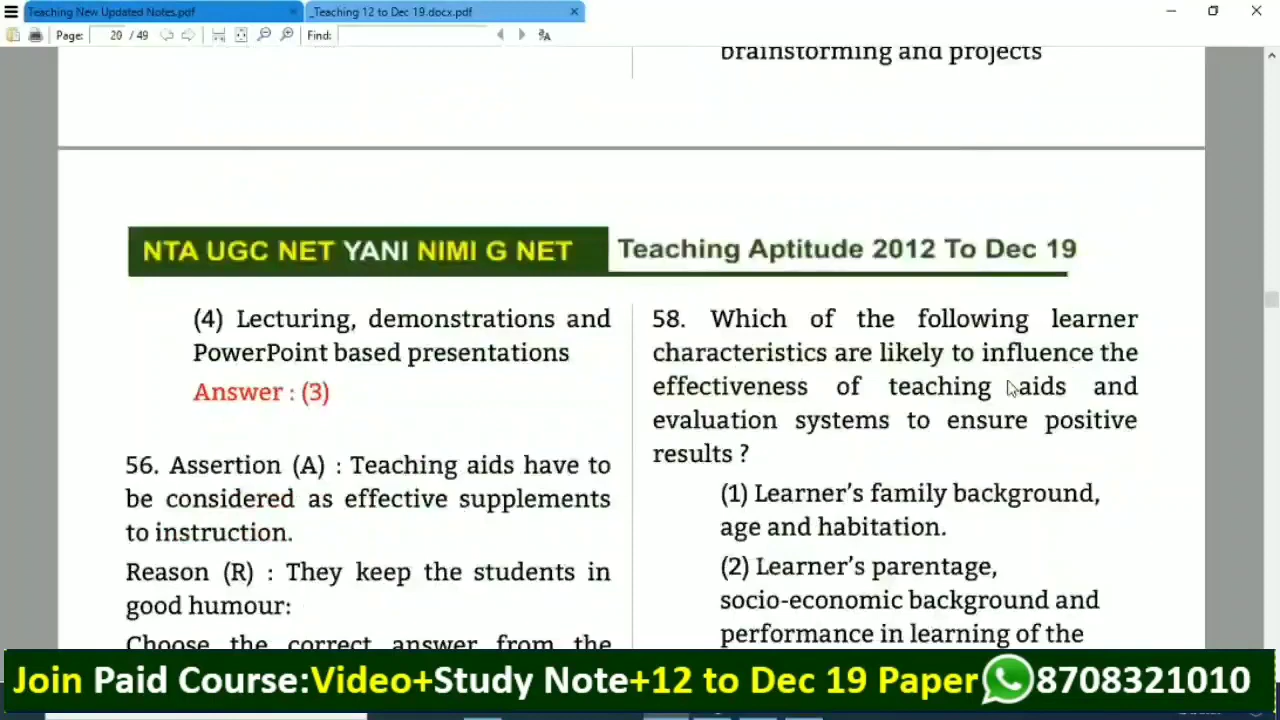 Teaching New Updated Notes.pdf
_Teaching 12 to Dec 19.docx.pdf
Page: 20 / 49 Find:
brainstorming and projects
NTA UGC NET YANI NIMI G NET
Teaching Aptitude 2012 To Dec 19
(4) Lecturing, demonstrations and
PowerPoint based presentations
Answer : (3)
56. Assertion (A) : Teaching aids have to
be considered as effective supplements
to instruction.
Reason (R) : They keep the students in
good humour:
Choose the correct answer from the
58. Which of the following learner
characteristics are likely to influence the
effectiveness of teaching aids and
evaluation systems to ensure positive
results ?
(1) Learner’s family background,
age and habitation.
(2) Learner’s parentage,
socio-economic background and
performance in learning of the
Join Paid Course:Video+Study Note+12 to Dec 19 Paper 8708321010